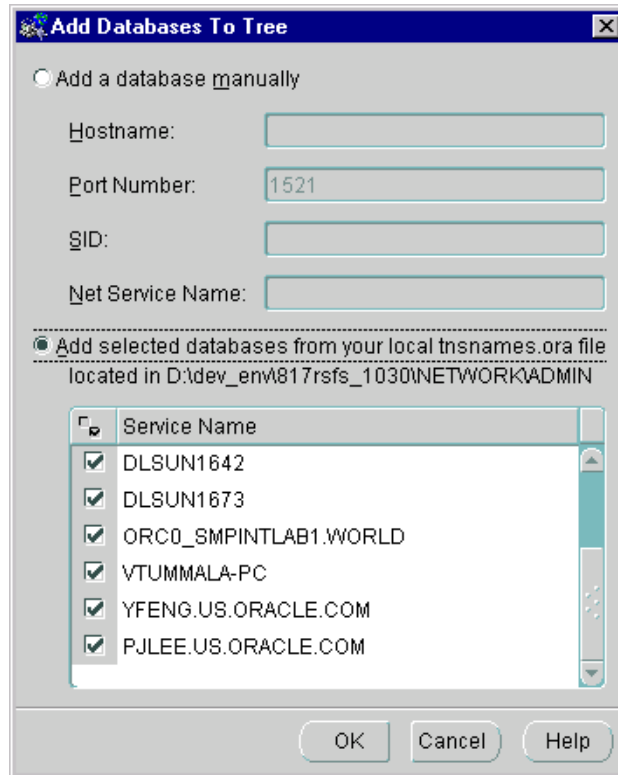 Add Databases To Tree
Add a database manually
Hostname:
Port Number: 1521
SID:
Net Service Name:
Add selected databases from your local tnsnames.ora file
located in D:\dev_env\817rsfs_1030\NETWORK\ADMIN
Service Name
DLSUN1642
DLSUN1673
ORC0_SMPINTLAB1.WORLD
VTUMMALA-PC
YFENG.US.ORACLE.COM
PJLEE.US.ORACLE.COM
OK Cancel Help